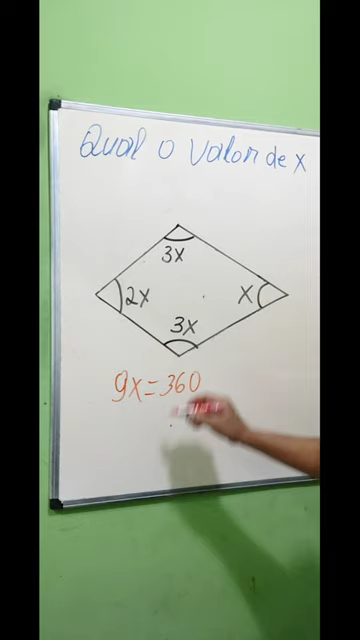 Qual o valor de x
3x
2x
x
3x
9x=360